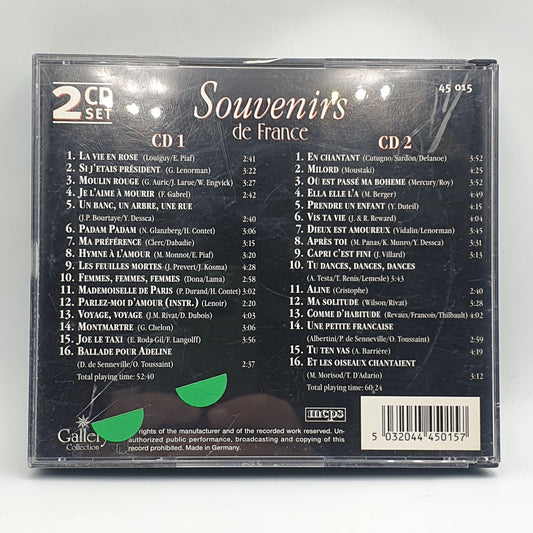 2 CD SET
Souvenirs
de France
45 015
CD 1
1. LA VIE EN ROSE (Louiguy/E. Piaf) 2:41
2. SI J'ETAIS PRÉSIDENT (G. Lenorman) 3:22
3. MOULIN ROUGE (G. Auric/J. Larue/W. Engvick) 3:21
4. JE L'AIME À MOURIR (F. Gabrel) 2:42
5. UN BANC, UN ARBRE, UNE RUE
(J.P. Bourtaye/Y. Dessca) 2:40
6. PADAM PADAM (N. Glanzberg/H. Contet) 3:06
7. MA PRÉFÉRENCE (Clerc/Dabadie) 3:15
8. HYMNE À L'AMOUR (M. Monnot/E. Piaf) 3:16
9. LES FEUILLES MORTES (J. Prevert/J. Kosma) 3:28
10. FEMMES, FEMMES, FEMMES (Dona/Lama) 2:58
11. MADEMOISELLE DE PARIS (P. Durand/H. Contet) 3:10
12. PARLEZ-MOI D'AMOUR (INSTR.) (Lenoir) 3:40
13. VOYAGE, VOYAGE (J.M. Rivat/D. Dubois) 4:03
14. MONTMARTRE (G. Chelon) 3:06
15. JOE LE TAXI (E. Roda-Gil/F. Langolff) 3:56
16. BALLADE POUR ADELINE
(D. de Senneville/O. Toussaint) 2:37
Total playing time: 52:40
CD 2
1. EN CHANTANT (Cutugno/Sardon/Delanoe) 3:52
2. MILORD (Moustaki) 4:25
3. OÙ EST PASSÉ MA BOHEME (Mercury/Roy) 3:52
4. ELLA ELLE L'A (M. Berger) 4:49
5. PRENDRE UN ENFANT (Y. Duteil) 4:05
6. VIS TA VIE (J. & R. Reward) 4:04
7. DIEUX EST AMOUREUX (Vidalin/Lenorman) 3:45
8. APRÈS TOI (M. Panas/K. Munro/Y. Dessca) 3:31
9. CAPRI C'EST FINI (J. Villard) 3:13
10. TU DANCES, DANCES, DANCES
(A. Testa/T. Renis/Lemesle) 3:43
11. ALINE (Cristophe) 2:40
12. MA SOLITUDE (Wilson/Rivat) 3:28
13. COMME D'HABITUDE (Revaux/Francois/Thilbault) 4:02
14. UNE PETITE FRANCAISE
(Albertini/P. de Senneville/O. Toussaint) 2:59
15. TU TEN VAS (A. Barrière) 4:19
16. ET LES OISEAUX CHANTAIENT
(M. Morisod/T. D'Adario) 3:12
Total playing time: 60:24
Gallery
Collection
rights of the manufacturer and of the recorded work reserved. Un-
authorized public performance, broadcasting and copying of this
record prohibited. Made in Germany.
mcps
5 032044 450157